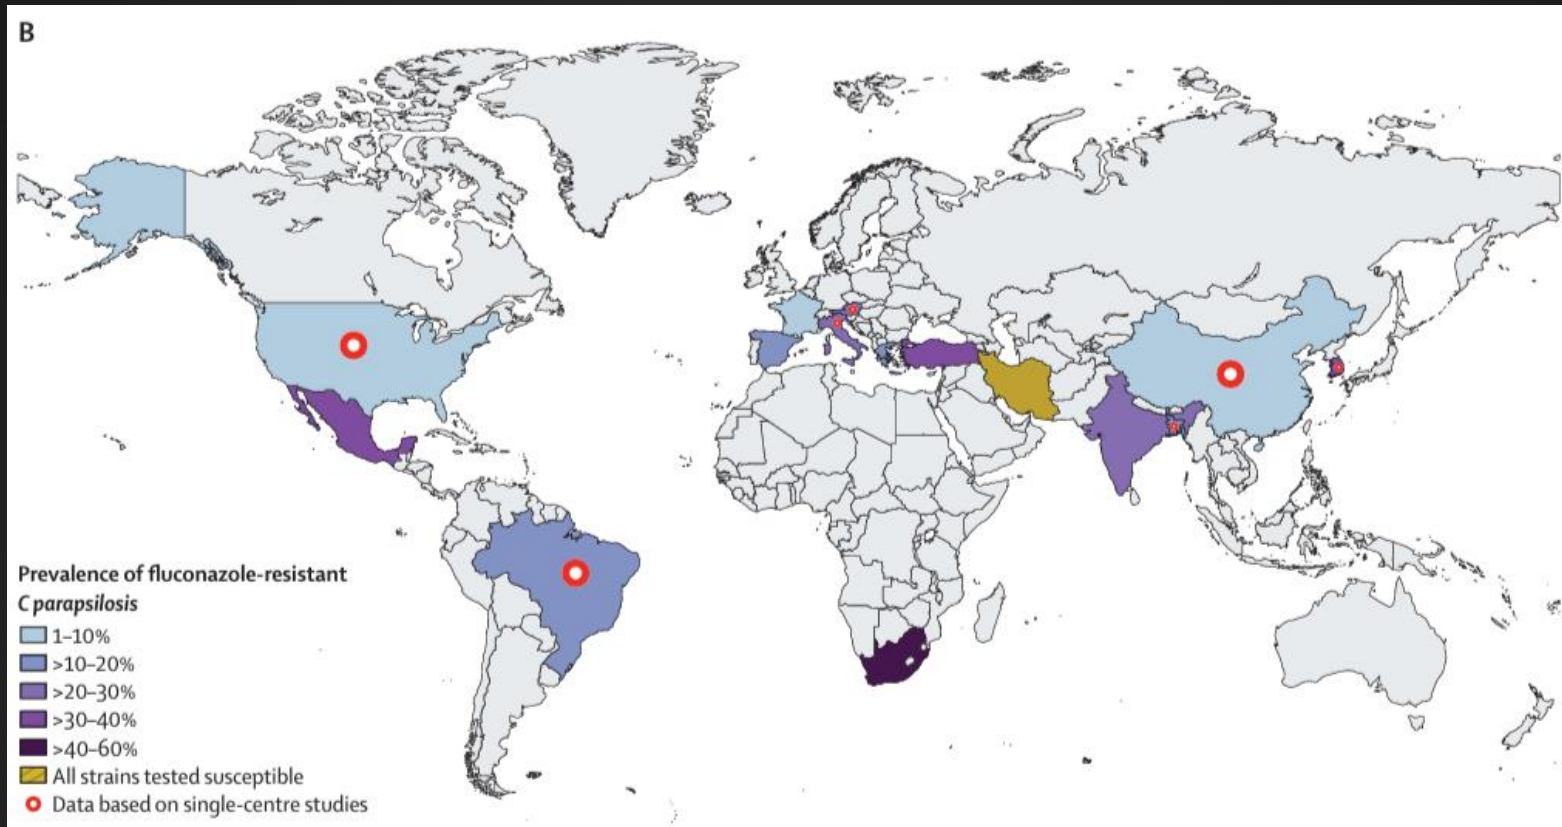 B
Prevalence of fluconazole-resistant
C parapsilosis
1–10%
>10–20%
>20–30%
>30–40%
>40–60%
All strains tested susceptible
Data based on single-centre studies